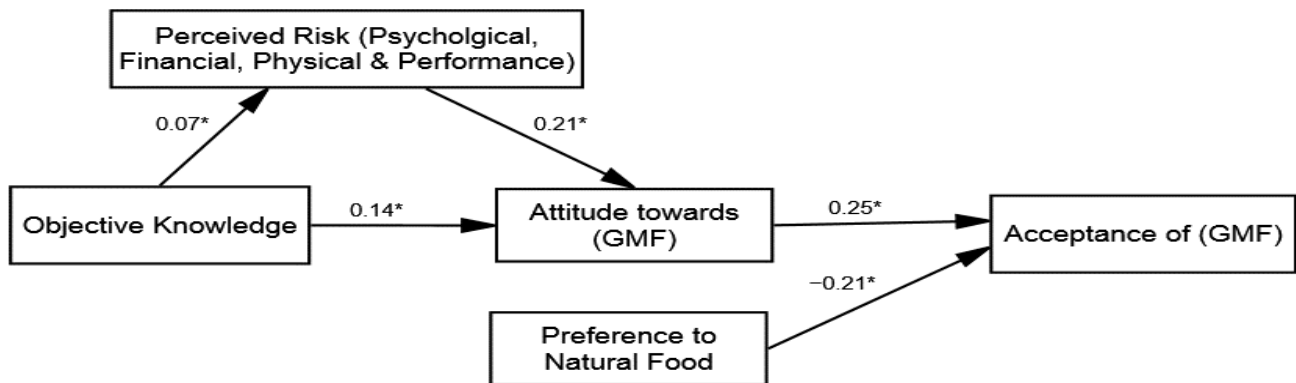 Perceived Risk (Psycholgical,
Financial, Physical & Performance)
0.07*
0.21*
Objective Knowledge
0.14*
Attitude towards
(GMF)
0.25*
Acceptance of (GMF)
−0.21*
Preference to
Natural Food